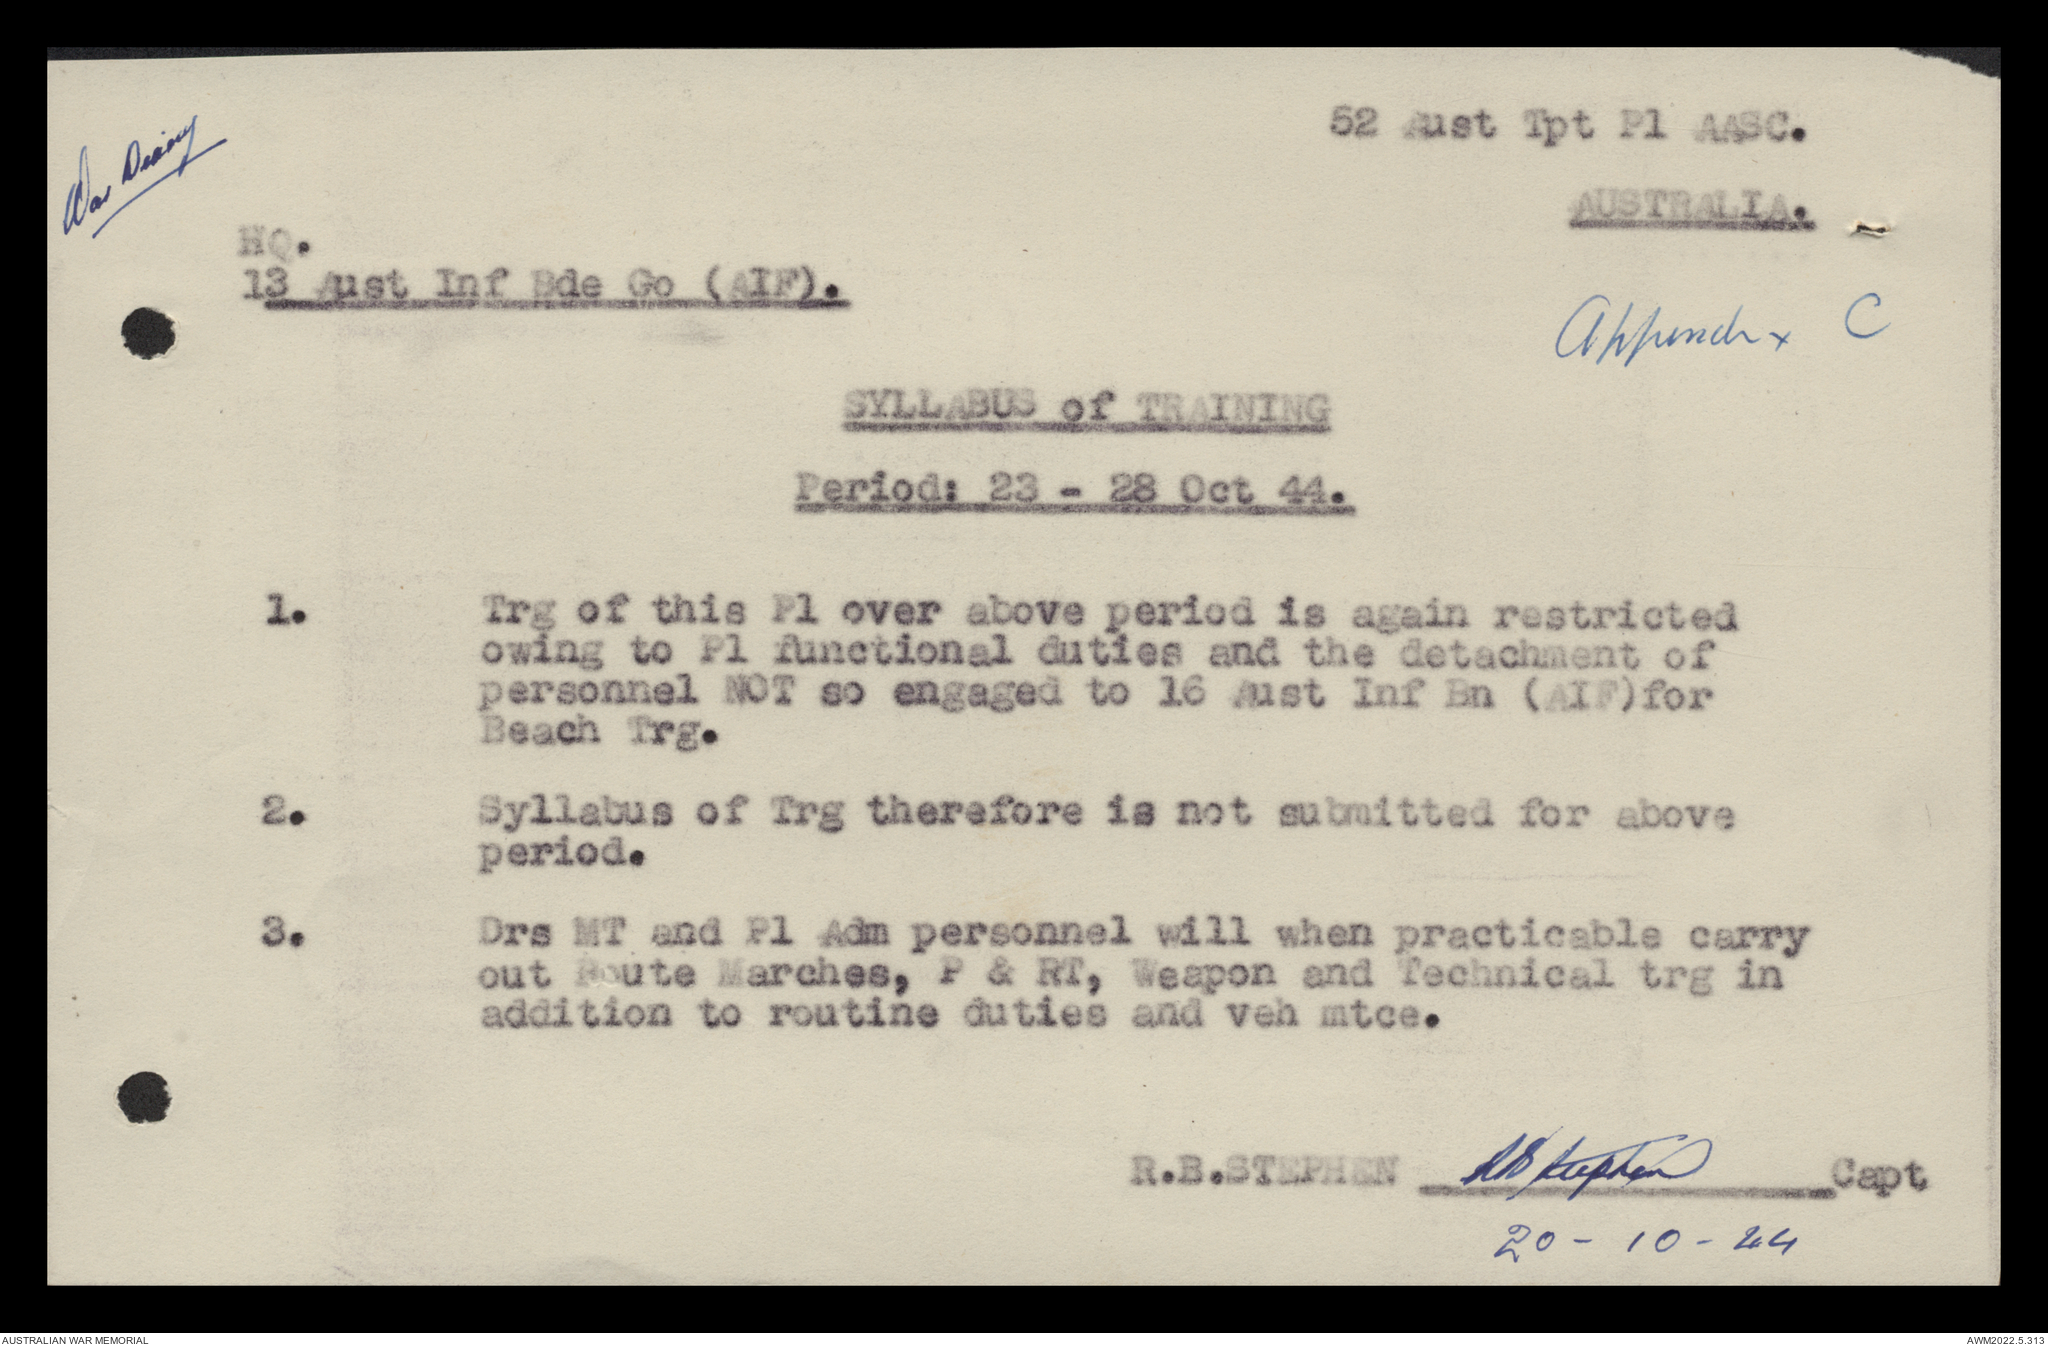 War Diary
52 Aust Tpt Pl AASC.
AUSTRALIA.
HQ.
13 Aust Inf Bde Go (AIF).
Appendix C
SYLLABUS of TRAINING
Period: 23 - 28 Oct 44.
1. Trg of this Pl over above period is again restricted
owing to Pl functional duties and the detachment of
personnel NOT so engaged to 16 Aust Inf Bn (AIF)for
Beach Trg.
2. Syllabus of Trg therefore is not submitted for above
period.
3. Drs MT and Pl Adm personnel will when practicable carry
out Route Marches, P & RT, Weapon and Technical trg in
addition to routine duties and veh mtce.
R.B.STEPHEN RB Stephen Capt
20-10-44
AUSTRALIAN WAR MEMORIAL
AWM2022.5.313